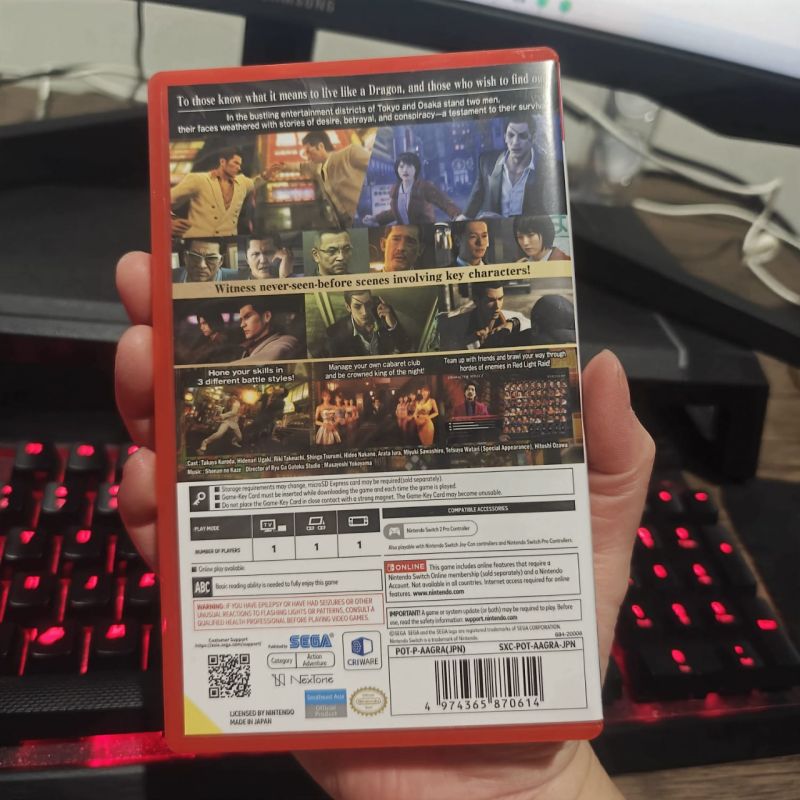 SAMSUNG
To those know what it means to live like a Dragon, and those who wish to find ou
In the bustling entertainment districts of Tokyo and Osaka stand two men,
their faces weathered with stories of desire, betrayal, and conspiracy—a testament to their surviv
Witness never-seen-before scenes involving key characters!
Hone your skills in
3 different battle styles!
Manage your own cabaret club
and be crowned king of the night!
Team up with friends and brawl your way through
hordes of enemies in Red Light Raid!
Cast : Takaya Kuroda, Hidenari Ugaki, Riki Takeuchi, Shingo Tsurumi, Hideo Nakano, Arata Iura, Miyuki Sawashiro, Tetsuya Watari (Special Appearance), Hitoshi Ozawa
Music : Shonan no Kaze Director of Ryu Ga Gotoku Studio : Masayoshi Yokoyama
■ Storage requirements may change, microSD Express card may be required(sold separately).
■ Game-Key Card must be inserted while downloading the game and each time the game is played.
■ Do not place the Game-Key Card in close contact with a strong magnet. The Game-Key Card may become unusable.
PLAY MODE
TV
NUMBER OF PLAYERS
1
1
1
■ Online play available.
COMPATIBLE ACCESSORIES
Nintendo Switch 2 Pro Controller
Also playable with Nintendo Switch Joy-Con controllers and Nintendo Switch Pro Controllers.
ABC
Basic reading ability is needed to fully enjoy this game
ONLINE This game includes online features that require a
Nintendo Switch Online membership (sold separately) and a Nintendo
Account. Not available in all countries. Internet access required for online
features. www.nintendo.com
WARNING: IF YOU HAVE EPILEPSY OR HAVE HAD SEIZURES OR OTHER
UNUSUAL REACTIONS TO FLASHING LIGHTS OR PATTERNS, CONSULT A
QUALIFIED HEALTH PROFESSIONAL BEFORE PLAYING VIDEO GAMES.
IMPORTANT! A game or system update (or both) may be required to play. Before
use, read the safety information: support.nintendo.com
©SEGA SEGA and the SEGA logo are registered trademarks of SEGA CORPORATION.
Nintendo Switch is a trademark of Nintendo.
Customer Support
https://asia.sega.com/support/
Published by SEGA
Category
Action
Adventure
CRIWARE
NexTone
Southeast Asia
Official
Product
Nintendo
LICENSED BY NINTENDO
MADE IN JAPAN
POT-P-AAGRA(JPN)
SXC-POT-AAGRA-JPN
4 974365 870614